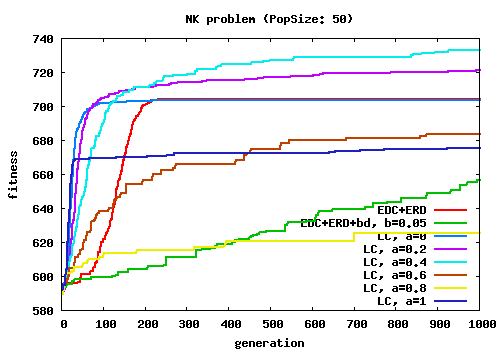 NK problem (PopSize: 50)
740
720
700
680
660
640
620
600
580
fitness
EDC+ERD
EDC+ERD+bd, b=0.05
LC, a=0
LC, a=0.2
LC, a=0.4
LC, a=0.6
LC, a=0.8
LC, a=1
0 100 200 300 400 500 600 700 800 900 1000
generation